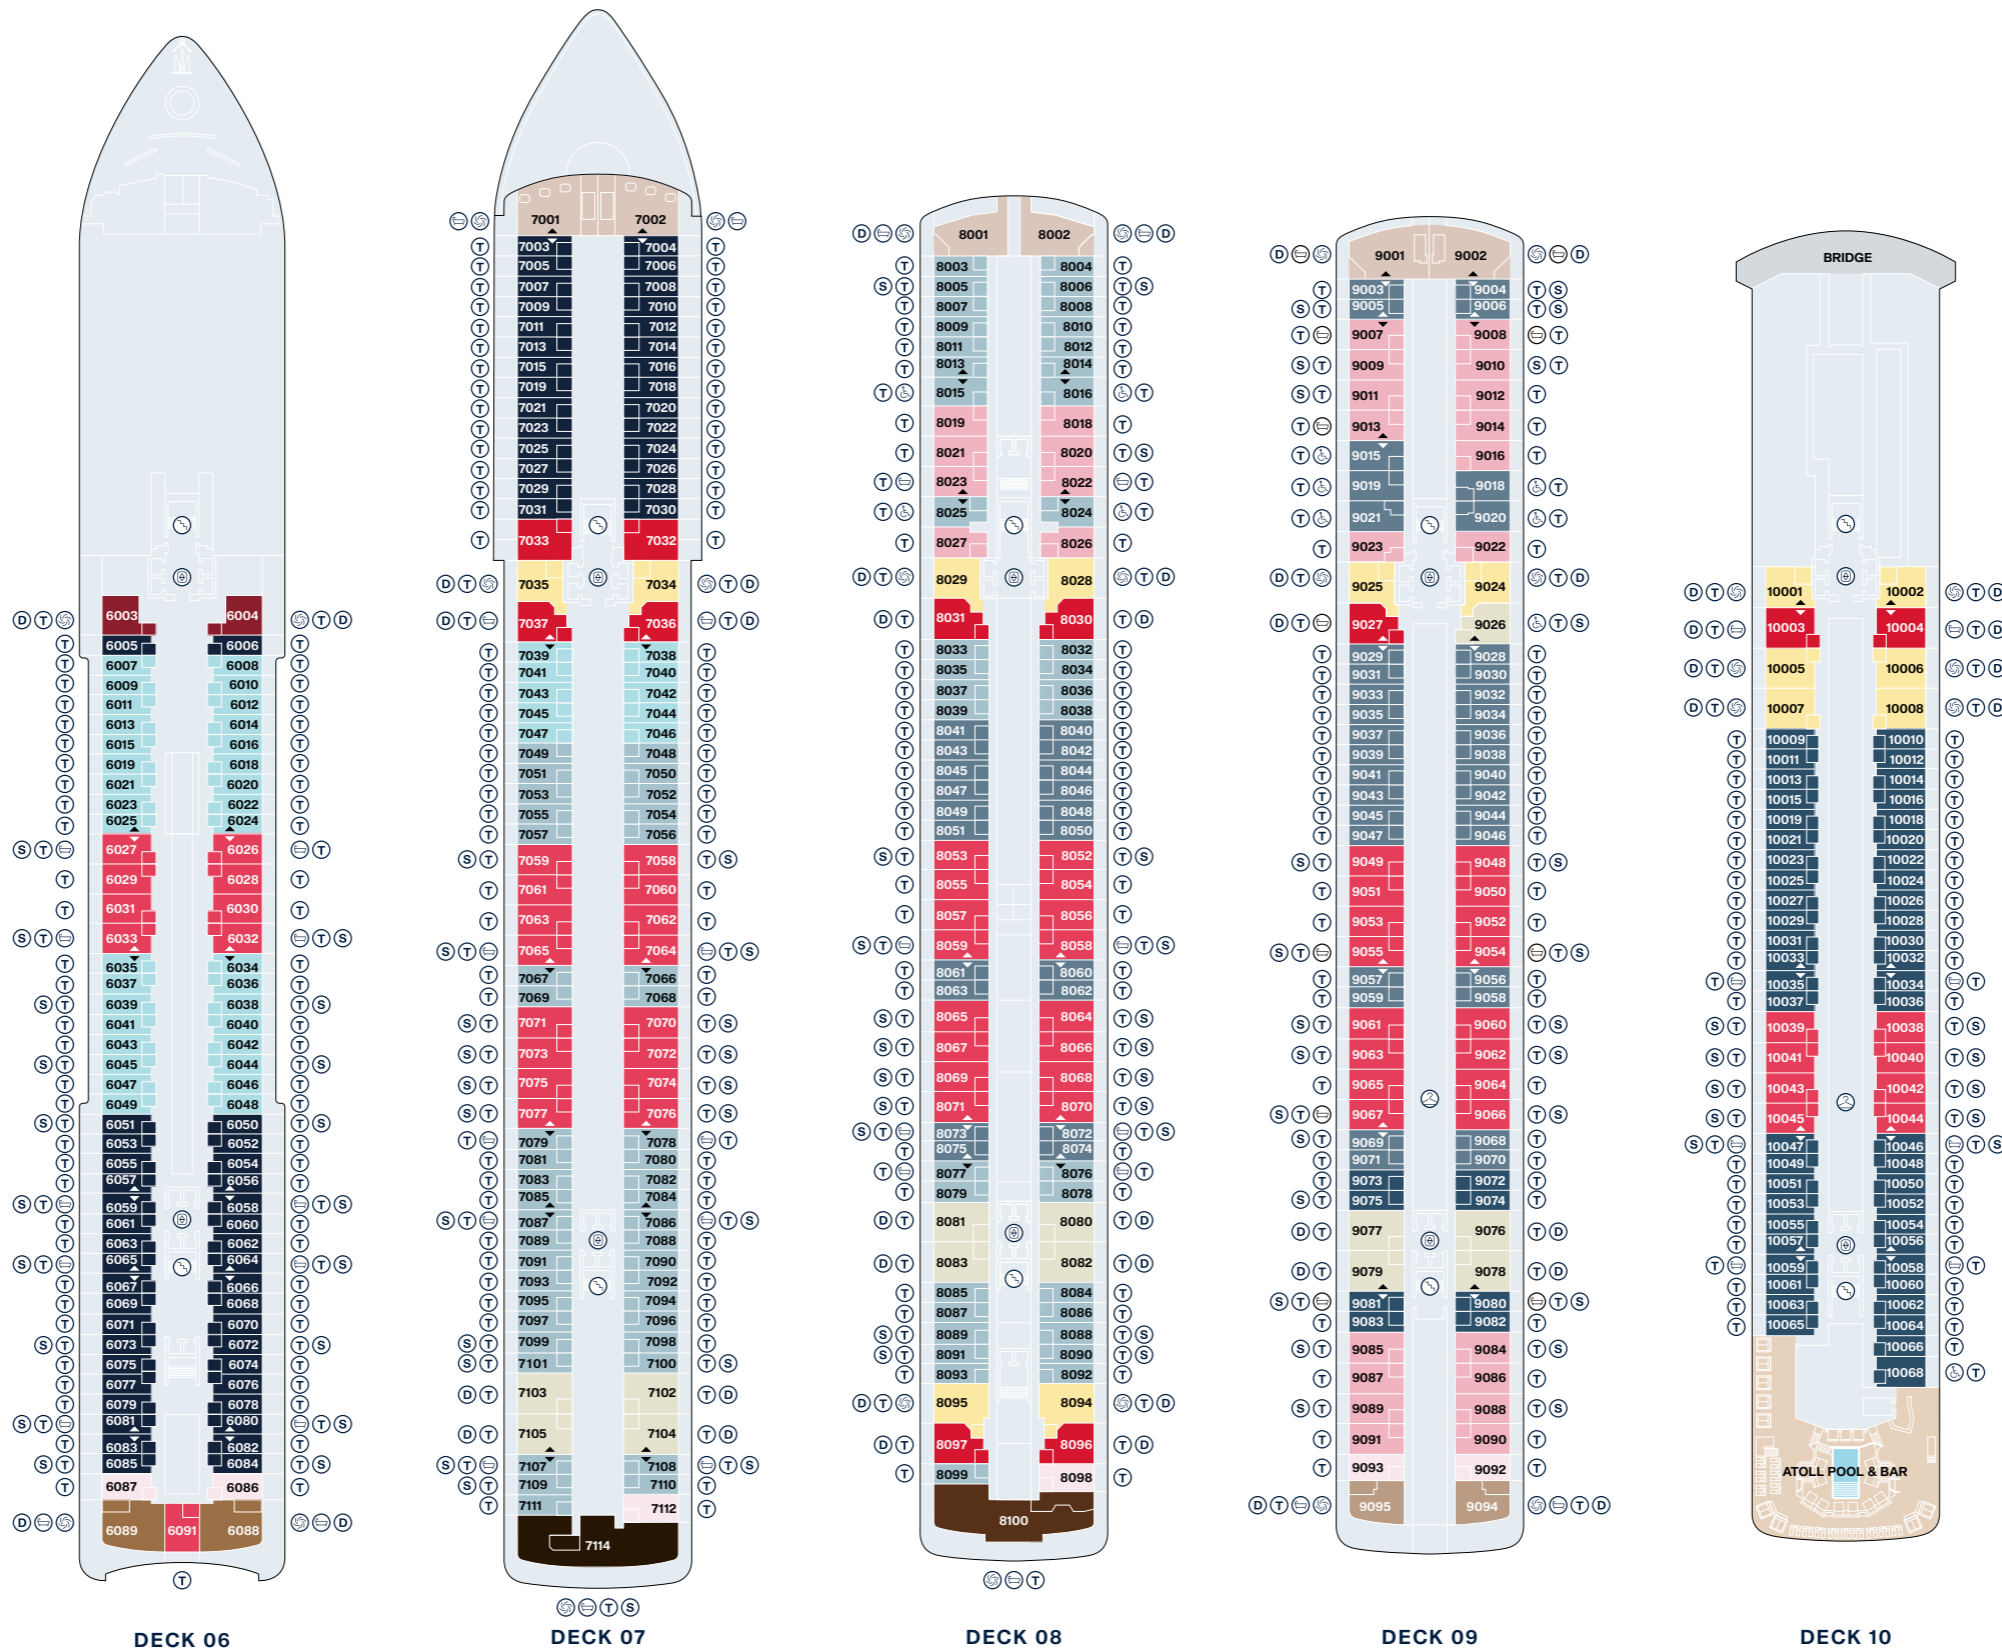 D T 6003 6004 T D
T 6005 6006 T
T 6007 6008 T
T 6009 6010 T
T 6011 6012 T
T 6013 6014 T
T 6015 6016 T
T 6019 6018 T
T 6021 6020 T
T 6023 6022 T
T 6025 6024 T
S T 6027 6026 T
T 6029 6028 T
T 6031 6030 T
S T 6033 6032 T S
T 6035 6034 T
T 6037 6036 T
S T 6039 6038 T S
T 6041 6040 T
T 6043 6042 T
S T 6045 6044 T S
T 6047 6046 T
T 6049 6048 T
S T 6051 6050 T S
T 6053 6052 T
T 6055 6054 T
T 6057 6056 T
S T 6059 6058 T S
T 6061 6060 T
T 6063 6062 T
S T 6065 6064 T S
T 6067 6066 T
T 6069 6068 T
T 6071 6070 T
S T 6073 6072 T S
T 6075 6074 T
T 6077 6076 T
T 6079 6078 T
S T 6081 6080 T S
T 6083 6082 T
S T 6085 6084 T S
T 6087 6086 T
D 6089 6091 6088 D
T
DECK 06
7001 7002
T 7003 7004 T
T 7005 7006 T
T 7007 7008 T
T 7009 7010 T
T 7011 7012 T
T 7013 7014 T
T 7015 7016 T
T 7019 7018 T
T 7021 7020 T
T 7023 7022 T
T 7025 7024 T
T 7027 7026 T
T 7029 7028 T
T 7031 7030 T
T 7033 7032 T
D T 7035 7034 T D
D T 7037 7036 T D
T 7039 7038 T
T 7041 7040 T
T 7043 7042 T
T 7045 7044 T
T 7047 7046 T
T 7049 7048 T
T 7051 7050 T
T 7053 7052 T
T 7055 7054 T
T 7057 7056 T
S T 7059 7058 T S
T 7061 7060 T
T 7063 7062 T
S T 7065 7064 T S
T 7067 7066 T
T 7069 7068 T
S T 7071 7070 T S
S T 7073 7072 T S
S T 7075 7074 T S
S T 7077 7076 T S
T 7079 7078 T
T 7081 7080 T
T 7083 7082 T
T 7085 7084 T
S T 7087 7086 T S
T 7089 7088 T
T 7091 7090 T
T 7093 7092 T
T 7095 7094 T
T 7097 7096 T
S T 7099 7098 T
S T 7101 7100 T S
D T 7103 7102 T D
D T 7105 7104 T D
S T 7107 7108 T S
S T 7109 7110 T
T 7111 7112 T
7114
T S
DECK 07
D 8001 8002 D
T 8003 8004 T
S T 8005 8006 T S
T 8007 8008 T
T 8009 8010 T
T 8011 8012 T
T 8013 8014 T
T 8015 8016 T
T 8019 8018 T
T 8021 8020 T S
T 8023 8022 T
T 8025 8024 T
T 8027 8026 T
D T 8029 8028 T D
D T 8031 8030 T D
T 8033 8032 T
T 8035 8034 T
T 8037 8036 T
T 8039 8038 T
T 8041 8040 T
T 8043 8042 T
T 8045 8044 T
T 8047 8046 T
T 8049 8048 T
T 8051 8050 T
S T 8053 8052 T S
T 8055 8054 T
T 8057 8056 T
S T 8059 8058 T S
T 8061 8060 T
T 8063 8062 T
S T 8065 8064 T S
S T 8067 8066 T S
S T 8069 8068 T S
S T 8071 8070 T S
S T 8073 8072 T S
T 8075 8074 T
T 8077 8076 T
T 8079 8078 T
D T 8081 8080 T D
D T 8083 8082 T D
T 8085 8084 T
T 8087 8086 T
S T 8089 8088 T S
S T 8091 8090 T S
T 8093 8092 T
D T 8095 8094 T D
D T 8097 8096 T D
T 8099 8098 T
8100
T
DECK 08
D 9001 9002 D
T 9003 9004 T S
S T 9005 9006 T S
T 9007 9008 T
S T 9009 9010 S T
S T 9011 9012 T
T 9013 9014 T
T 9015 9016 T
T 9019 9018 T
T 9021 9020 T
T 9023 9022 T
D T 9025 9024 T D
D T 9027 9026 T S
T 9029 9028 T
T 9031 9030 T
T 9033 9032 T
T 9035 9034 T
T 9037 9036 T
T 9039 9038 T
T 9041 9040 T
T 9043 9042 T
T 9045 9044 T
T 9047 9046 T
S T 9049 9048 T S
T 9051 9050 T
T 9053 9052 T
S T 9055 9054 T S
T 9057 9056 T
T 9059 9058 T
S T 9061 9060 T S
S T 9063 9062 T S
T 9065 9064 T
S T 9067 9066 T S
S T 9069 9068 T
T 9071 9070 T
T 9073 9072 T
S T 9075 9074 T
D T 9077 9076 T D
D T 9079 9078 T D
S T 9081 9080 T S
T 9083 9082 T
S T 9085 9084 T S
T 9087 9086 T
S T 9089 9088 T S
T 9091 9090 T
T 9093 9092 T
D T 9095 9094 T D
DECK 09
BRIDGE
D T 10001 10002 T D
D T 10003 10004 T D
D T 10005 10006 T D
D T 10007 10008 T D
T 10009 10010 T
T 10011 10012 T
T 10013 10014 T
T 10015 10016 T
T 10019 10018 T
T 10021 10020 T
T 10023 10022 T
T 10025 10024 T
T 10027 10026 T
T 10029 10028 T
T 10031 10030 T
T 10033 10032 T
T 10035 10034 T
T 10037 10036 T
S T 10039 10038 T S
S T 10041 10040 T S
S T 10043 10042 T S
S T 10045 10044 T S
S T 10047 10046 T S
T 10049 10048 T
T 10051 10050 T
T 10053 10052 T
T 10055 10054 T
T 10057 10056 T
T 10059 10058 T
T 10061 10060 T
T 10063 10062 T
T 10065 10064 T
10066 T
10068 T
ATOLL POOL & BAR
DECK 10